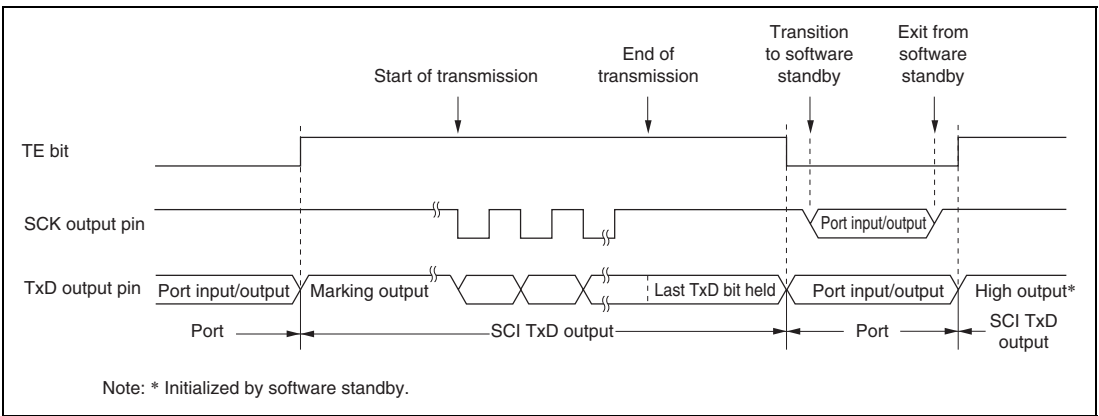 Start of transmission
End of
transmission
Transition
to software
standby
Exit from
software
standby
TE bit
SCK output pin
Port input/output
TxD output pin
Port input/output
Marking output
Last TxD bit held
Port input/output
High output*
Port
SCI TxD output
Port
SCI TxD
output
Note: * Initialized by software standby.